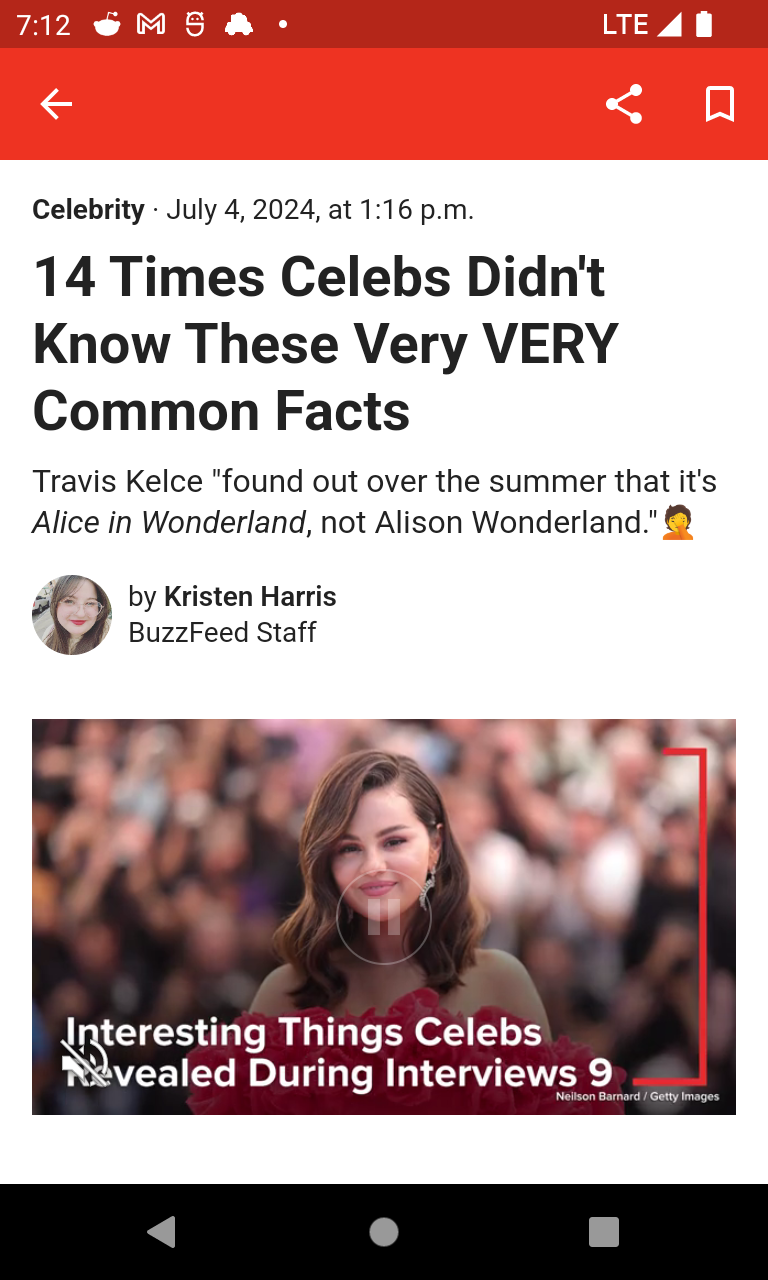 7:12
LTE
Celebrity · July 4, 2024, at 1:16 p.m.
14 Times Celebs Didn't
Know These Very VERY
Common Facts
Travis Kelce "found out over the summer that it's
Alice in Wonderland, not Alison Wonderland."🤦
by Kristen Harris
BuzzFeed Staff
Interesting Things Celebs
Revealed During Interviews 9
Neilson Barnard / Getty Images